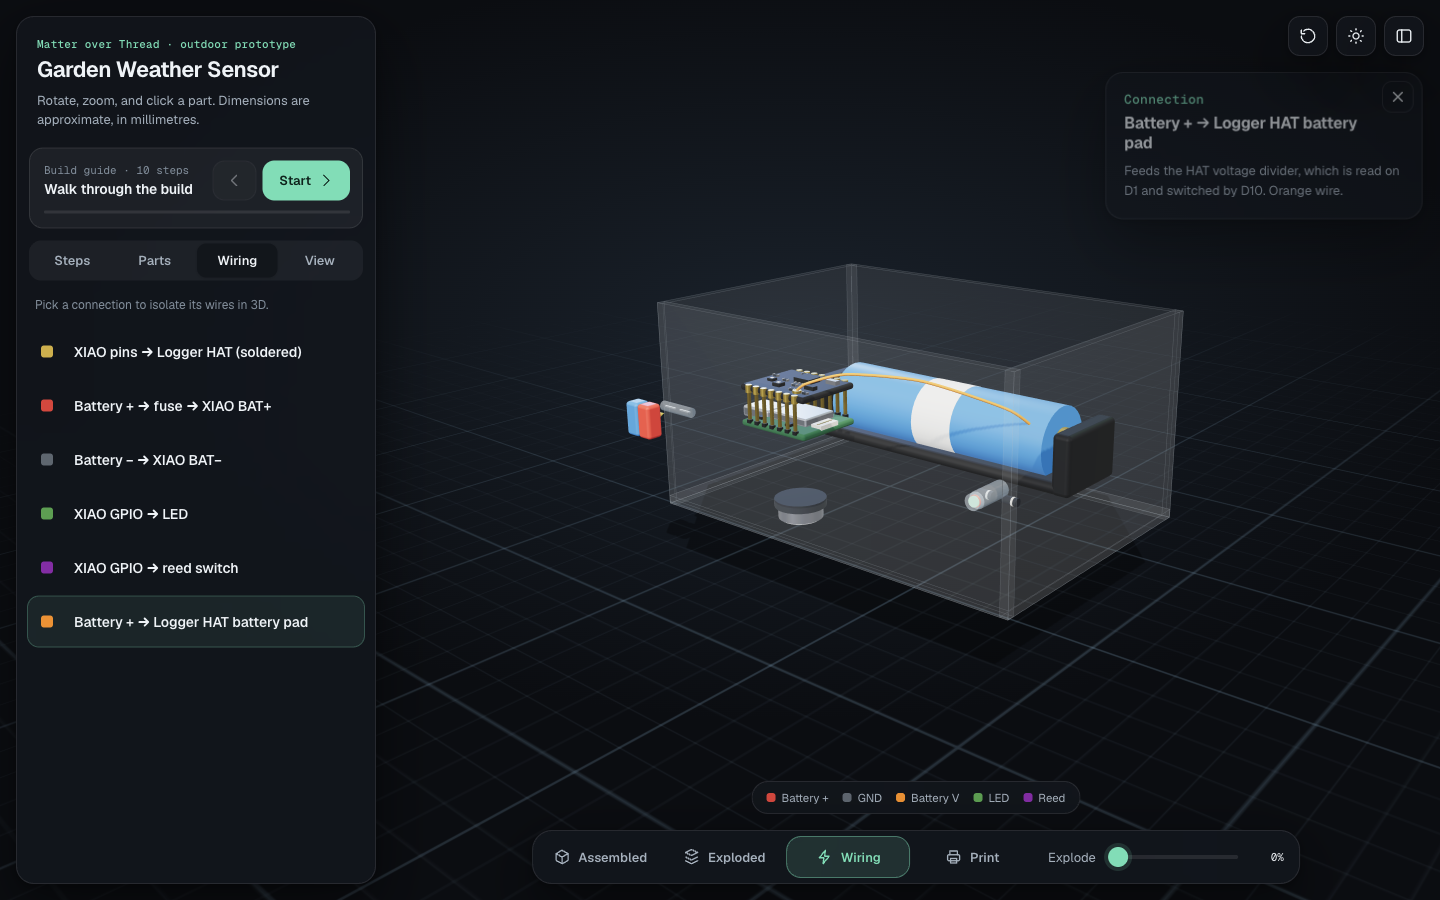 Matter over Thread · outdoor prototype
Garden Weather Sensor
Rotate, zoom, and click a part. Dimensions are
approximate, in millimetres.
Build guide · 10 steps
Walk through the build
Start
Steps
Parts
Wiring
View
Pick a connection to isolate its wires in 3D.
XIAO pins → Logger HAT (soldered)
Battery + → fuse → XIAO BAT+
Battery − → XIAO BAT−
XIAO GPIO → LED
XIAO GPIO → reed switch
Battery + → Logger HAT battery pad
Connection
Battery + → Logger HAT battery
pad
Feeds the HAT voltage divider, which is read on
D1 and switched by D10. Orange wire.
Battery +
GND
Battery V
LED
Reed
Assembled
Exploded
Wiring
Print
Explode
0%